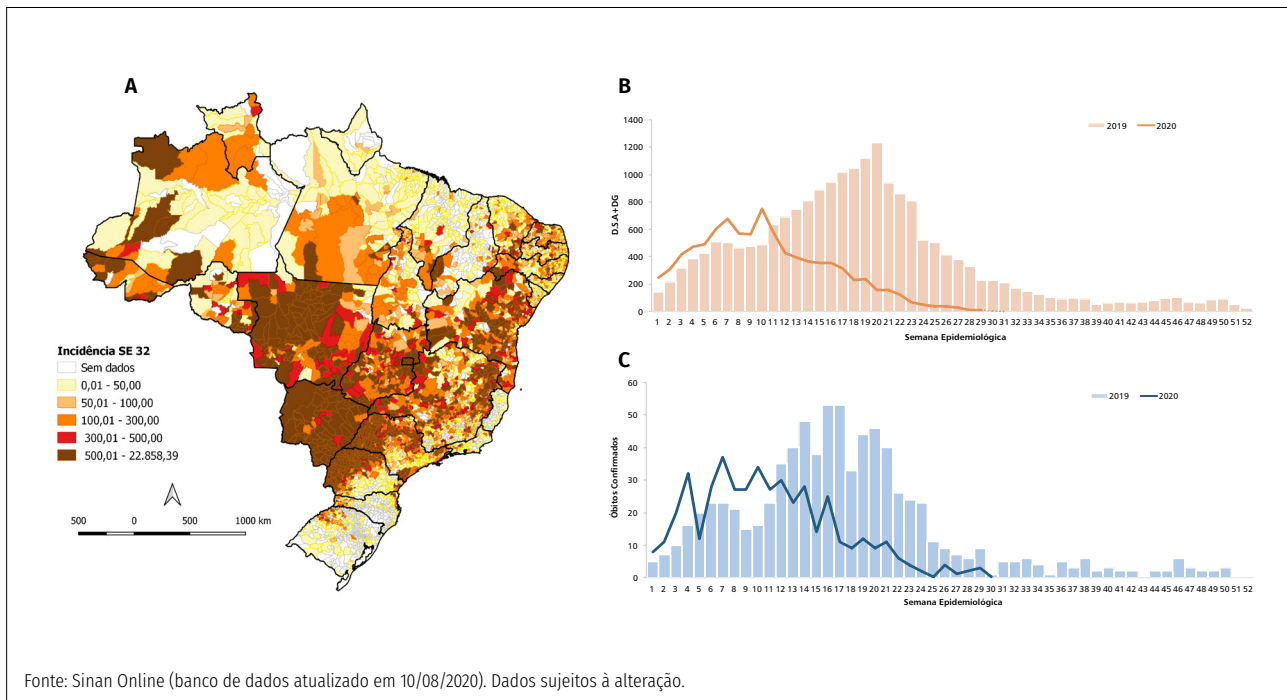 A
Incidência SE 32
Sem dados
0,01 - 50,00
50,01 - 100,00
100,01 - 300,00
300,01 - 500,00
500,01 - 22.858,39
500 0 500 1000 km
B
2019 2020
D.S.A+DG
1400
1200
1000
800
600
400
200
0
1 2 3 4 5 6 7 8 9 10 11 12 13 14 15 16 17 18 19 20 21 22 23 24 25 26 27 28 29 30 31 32 33 34 35 36 37 38 39 40 41 42 43 44 45 46 47 48 49 50 51 52
Semana Epidemiológica
C
2019 2020
Óbitos Confirmados
60
50
40
30
20
10
0
1 2 3 4 5 6 7 8 9 10 11 12 13 14 15 16 17 18 19 20 21 22 23 24 25 26 27 28 29 30 31 32 33 34 35 36 37 38 39 40 41 42 43 44 45 46 47 48 49 50 51 52
Semana Epidemiológica
Fonte: Sinan Online (banco de dados atualizado em 10/08/2020). Dados sujeitos à alteração.